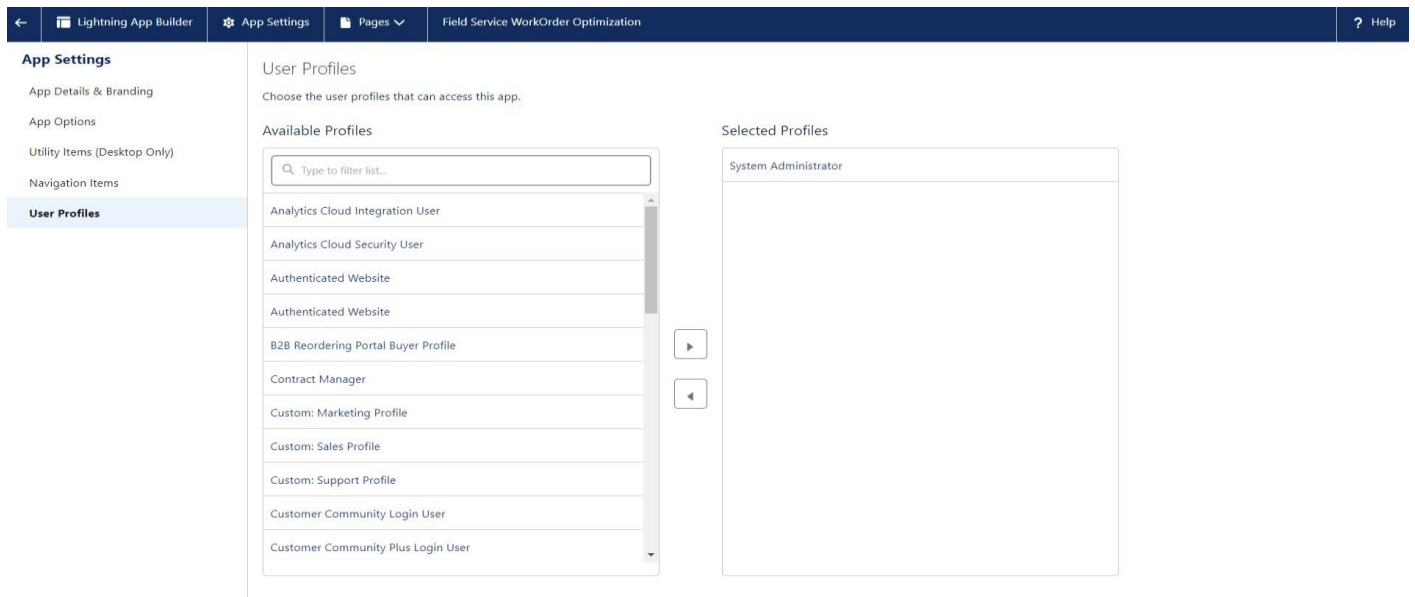 Lightning App Builder
App Settings
Pages
Field Service WorkOrder Optimization
? Help
App Settings
App Details & Branding
App Options
Utility Items (Desktop Only)
Navigation Items
User Profiles
User Profiles
Choose the user profiles that can access this app.
Available Profiles
Type to filter list...
Analytics Cloud Integration User
Analytics Cloud Security User
Authenticated Website
Authenticated Website
B2B Reordering Portal Buyer Profile
Contract Manager
Custom: Marketing Profile
Custom: Sales Profile
Custom: Support Profile
Customer Community Login User
Customer Community Plus Login User
Selected Profiles
System Administrator